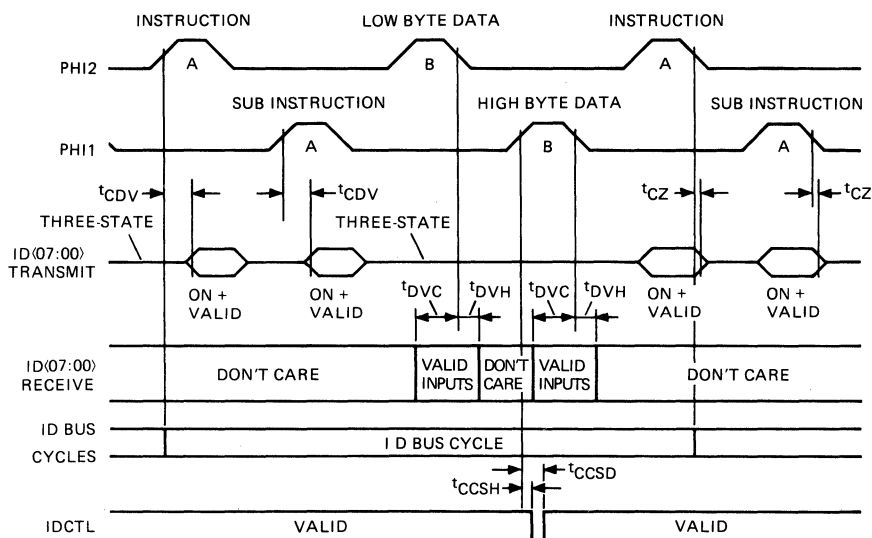 INSTRUCTION LOW BYTE DATA INSTRUCTION
PHI2 A B A
SUB INSTRUCTION HIGH BYTE DATA SUB INSTRUCTION
PHI1 A B A
tCDV tCDV tCZ tCZ
THREE-STATE THREE-STATE
ID⟨07:00⟩
TRANSMIT
ON +
VALID
ON +
VALID
ON +
VALID
ON +
VALID
tDVC tDVH tDVC tDVH
ID⟨07:00⟩
RECEIVE
DON'T CARE
VALID
INPUTS
DON'T
CARE
VALID
INPUTS
DON'T CARE
ID BUS
CYCLES
I D BUS CYCLE
tCCSD
tCCSH
IDCTL VALID VALID